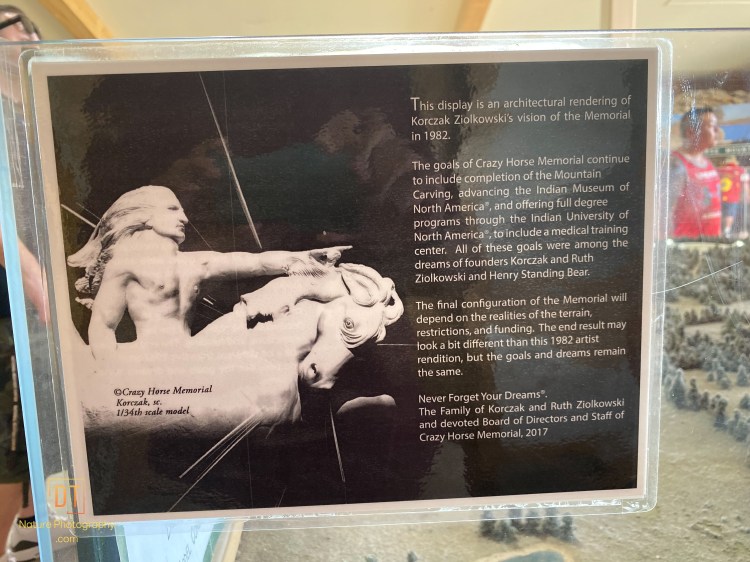 This display is an architectural rendering of
Korczak Ziolkowski's vision of the Memorial
in 1982.
The goals of Crazy Horse Memorial continue
to include completion of the Mountain
Carving, advancing the Indian Museum of
North America®, and offering full degree
programs through the Indian University of
North America®, to include a medical training
center. All of these goals were among the
dreams of founders Korczak and Ruth
Ziolkowski and Henry Standing Bear.
The final configuration of the Memorial will
depend on the realities of the terrain,
restrictions, and funding. The end result may
look a bit different than this 1982 artist
rendition, but the goals and dreams remain
the same.
Never Forget Your Dreams®.
The Family of Korczak and Ruth Ziolkowski
and devoted Board of Directors and Staff of
Crazy Horse Memorial, 2017
©Crazy Horse Memorial
Korczak, sc.
1/34th scale model
DT
Nature Photography
.com